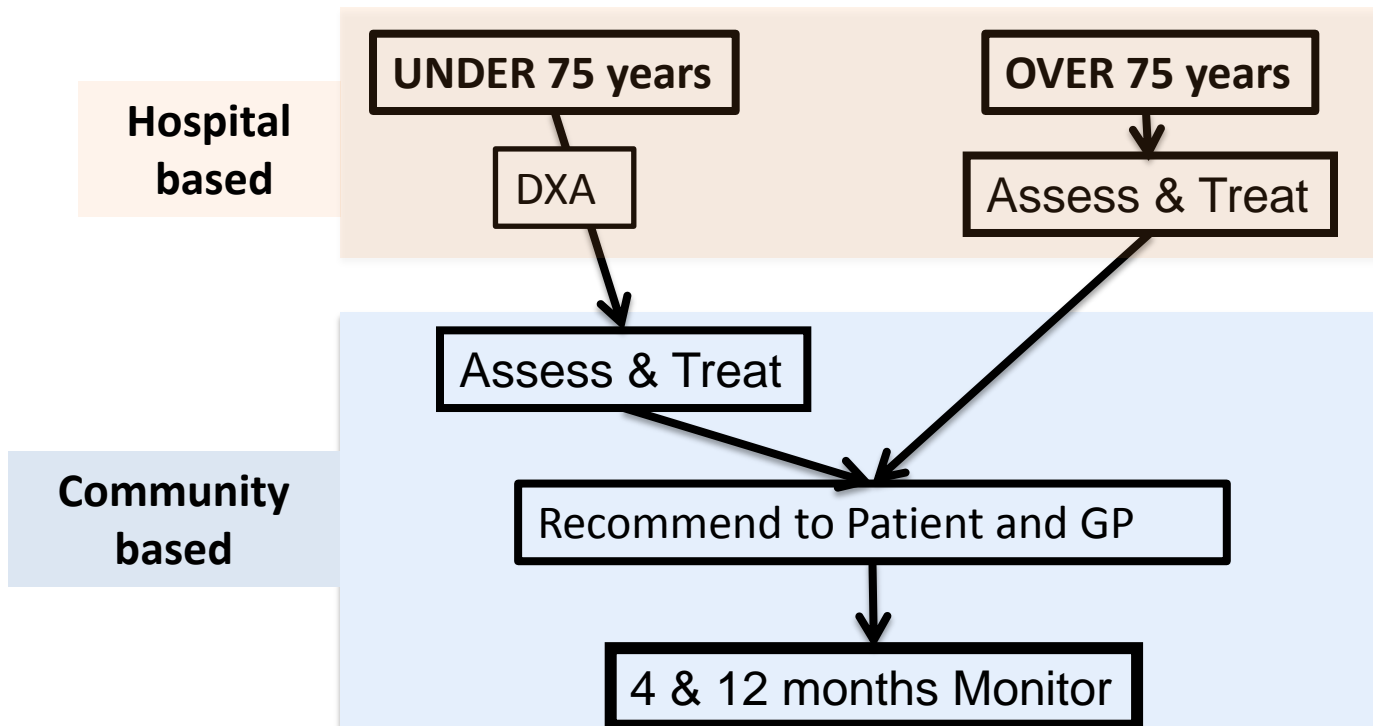 UNDER 75 years
OVER 75 years
Hospital
based
DXA
Assess & Treat
Assess & Treat
Community
based
Recommend to Patient and GP
4 & 12 months Monitor